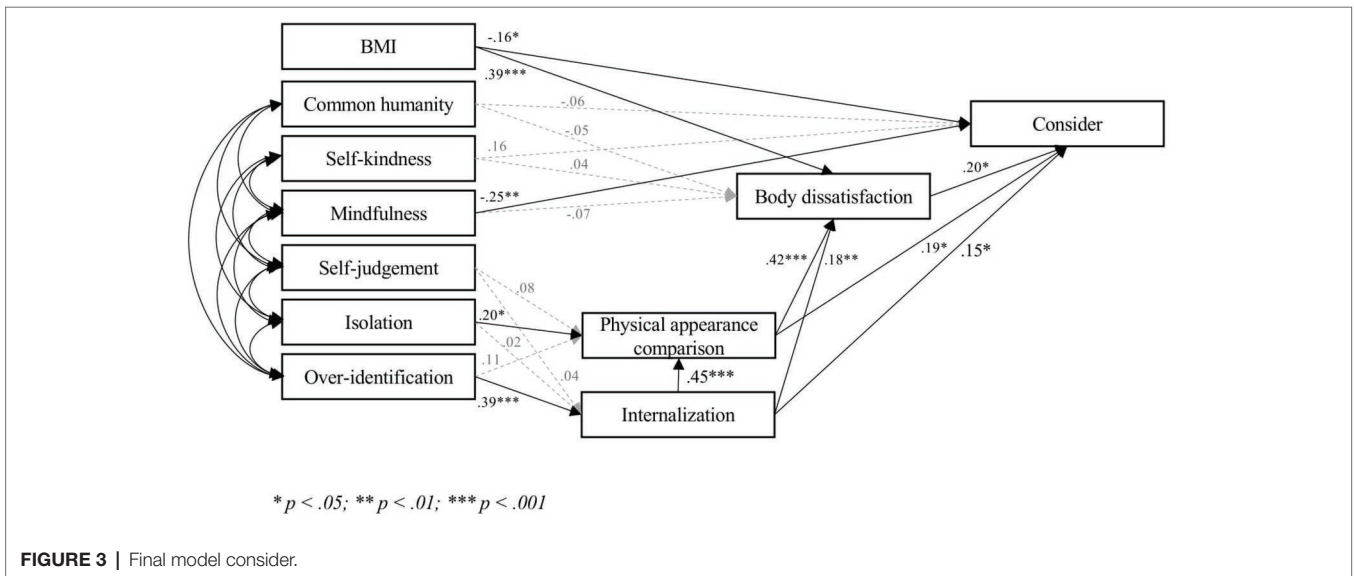 BMI
-.16*
.39***
Common humanity
-.06
-.05
Consider
Self-kindness
.16
.04
Body dissatisfaction
.20*
Mindfulness
-.25**
-.07
Self-judgement
.08
.42***
.18**
.19*
.15*
Isolation
.20*
.02
Physical appearance
comparison
Over-identification
.11
.04
.39***
.45***
Internalization
* p < .05; ** p < .01; *** p < .001
FIGURE 3 | Final model consider.